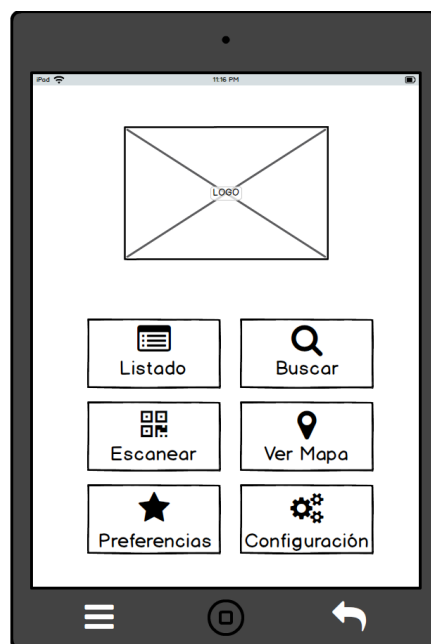 iPad
11:16 PM
LOGO
Listado
Buscar
Escanear
Ver Mapa
Preferencias
Configuración